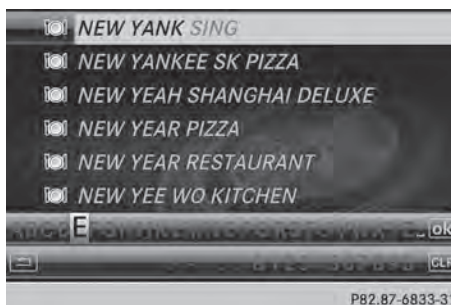 NEW YANK SING
NEW YANKEE SK PIZZA
NEW YEAH SHANGHAI DELUXE
NEW YEAR PIZZA
NEW YEAR RESTAURANT
NEW YEE WO KITCHEN
E ok
P82.87-6833-31